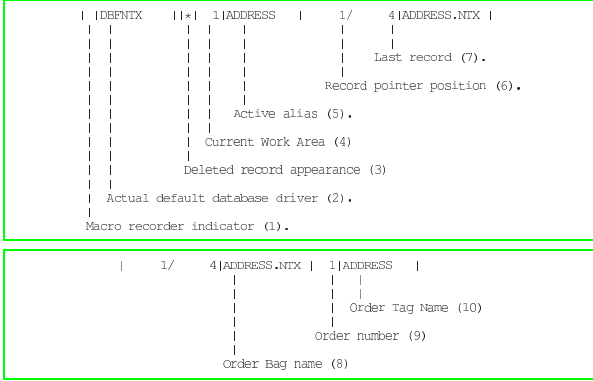 | |DBFNTX ||*| 1|ADDRESS | 1/ 4|ADDRESS.NTX |
Last record (7).
Record pointer position (6).
Active alias (5).
Current Work Area (4)
Deleted record appearance (3)
Actual default database driver (2).
Macro recorder indicator (1).
| 1/ 4|ADDRESS.NTX | 1|ADDRESS |
Order Tag Name (10)
Order number (9)
Order Bag name (8)